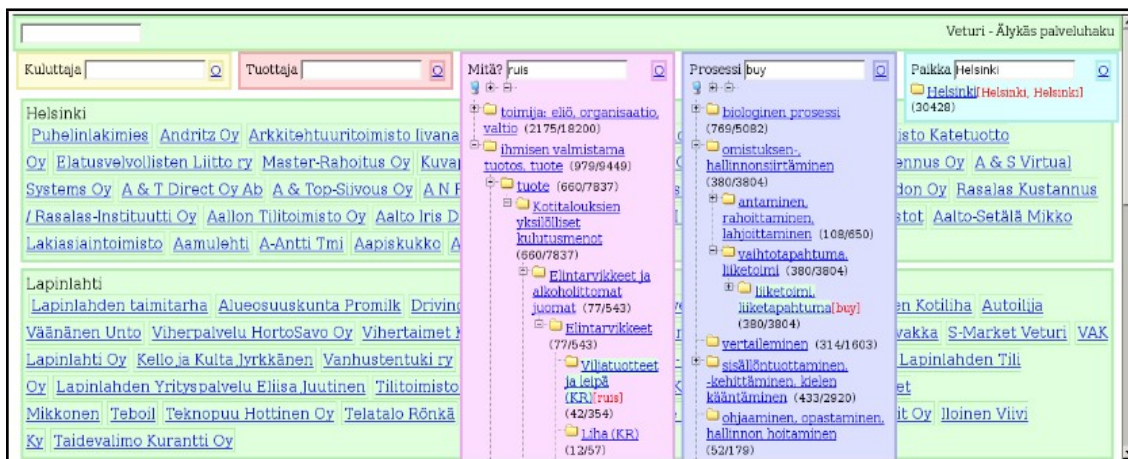 Veturi - Älykäs palveluhaku
Kuluttaja O
Tuottaja O
Mitä? ruis O
Prosessi buy O
Paikka Helsinki O
Helsinki[Helsinki, Helsinki]
(30428)
toimija: eliö, organisaatio,
valtio (2175/18200)
ihmisen valmistama
tuotos, tuote (979/9449)
tuote (660/7837)
Kotitalouksien
yksilölliset
kulutusmenot
(660/7837)
Elintarvikkeet ja
alkoholittomat
juomat (77/543)
Elintarvikkeet
(77/543)
Viljatuotteet
ja leipä
(KR)[ruis]
(42/354)
Liha (KR)
(12/57)
biologinen prosessi
(769/5082)
omistuksen-,
hallinnonsiirtäminen
(380/3804)
antaminen,
rahoittaminen,
lahjoittaminen (108/650)
vaihtotapahtuma,
liiketoimi (380/3804)
liiketoimi,
liiketapahtuma[buy]
(380/3804)
vertaileminen (314/1603)
sisällöntuottaminen,
-kehittäminen, kielen
kääntäminen (433/2920)
ohjaaminen, opastaminen,
hallinnon hoitaminen
(52/179)
Helsinki
Puhelinlakimies Andritz Oy Arkkitehtuuritoimisto Iivana isto Katetuotto
Oy Elatusvelvollisten Liitto ry Master-Rahoitus Oy Kuvap ennus Oy A & S Virtual
Systems Oy A & T Direct Oy Ab A & Top-Siivous Oy A N don Oy Rasalas Kustannus
/ Rasalas-Instituutti Oy Aallon Tilitoimisto Oy Aalto Iris D stot Aalto-Setälä Mikko
Lakiasiaintoimisto Aamulehti A-Antti Tmi Aapiskukko A
Lapinlahti
Lapinlahden taimitarha Alueosuuskunta Promilk Driving en Kotiliha Autoilija
Väänänen Unto Viherpalvelu HortoSavo Oy Vihertaimet vakka S-Market Veturi VAK
Lapinlahti Oy Kello ja Kulta Jyrkkänen Vanhustentuki ry Lapinlahden Tili
Oy Lapinlahden Yrityspalvelu Eliisa Juutinen Tilitoimisto et
Mikkonen Teboil Teknopuu Hottinen Oy Telatalo Rönkä it Oy Iloinen Viivi
Ky Taidevalimo Kurantti Oy